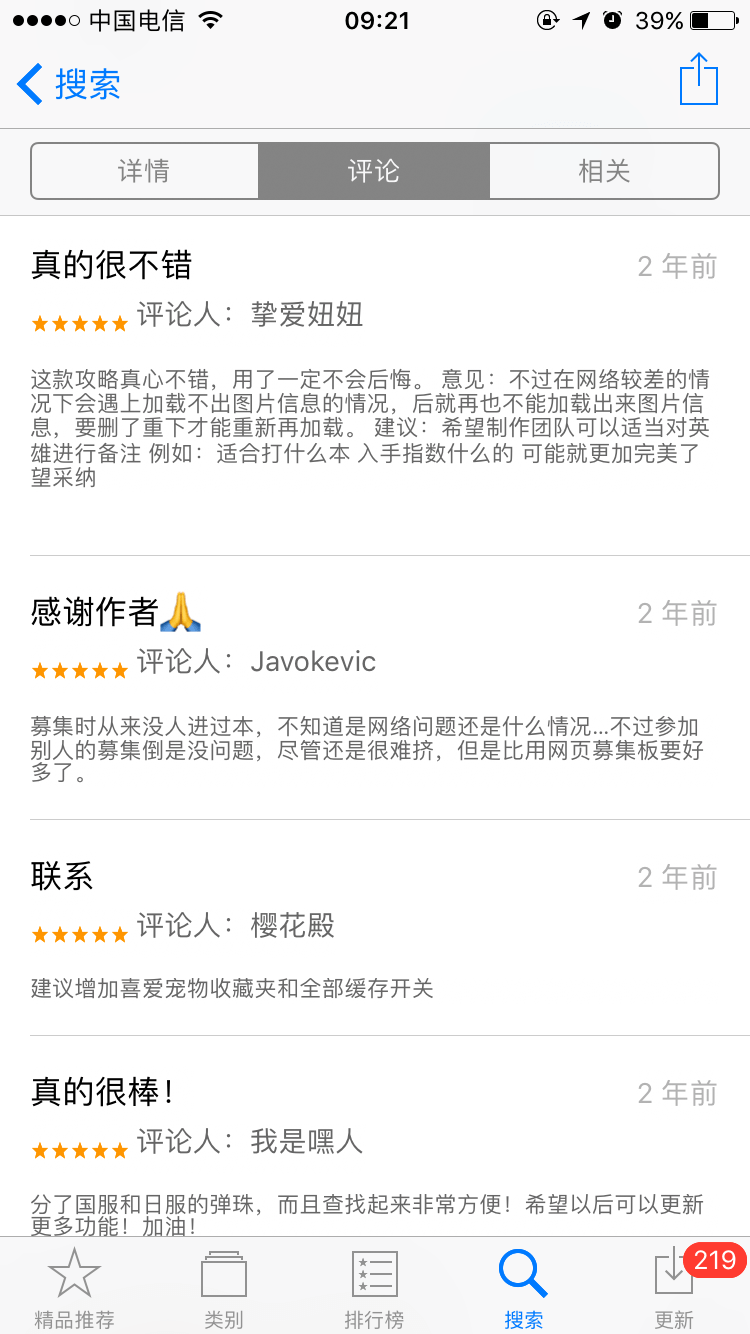 中国电信 09:21 39%
搜索
详情 评论 相关
真的很不错 2 年前
评论人：挚爱妞妞
这款攻略真心不错，用了一定不会后悔。 意见：不过在网络较差的情
况下会遇上加载不出图片信息的情况，后就再也不能加载出来图片信
息，要删了重下才能重新再加载。 建议：希望制作团队可以适当对英
雄进行备注 例如：适合打什么本 入手指数什么的 可能就更加完美了
望采纳
感谢作者🙏 2 年前
评论人：Javokevic
募集时从来没人进过本，不知道是网络问题还是什么情况...不过参加
别人的募集倒是没问题，尽管还是很难挤，但是比用网页募集板要好
多了。
联系 2 年前
评论人：樱花殿
建议增加喜爱宠物收藏夹和全部缓存开关
真的很棒！ 2 年前
评论人：我是嘿人
分了国服和日服的弹珠，而且查找起来非常方便！希望以后可以更新
更多功能！加油！
219
精品推荐 类别 排行榜 搜索 更新